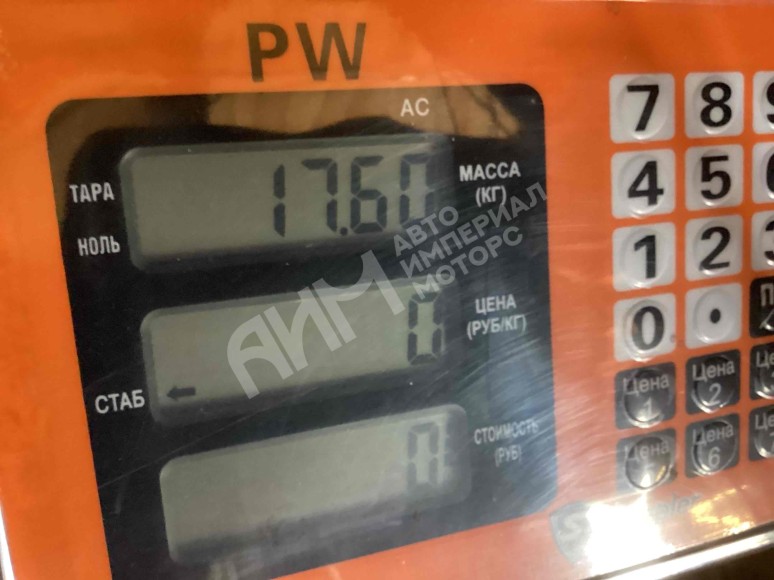 PW
AC
ТАРА
17.60
МАССА
(КГ)
НОЛЬ
АВТО
ИМПЕРИАЛ
МОТОРС
АИМ
0
ЦЕНА
(РУБ/КГ)
СТАБ
0
СТОИМОСТЬ
(РУБ)
7 8
4 5
1 2
0 .
Цена
1
Цена
2
Цена
Цена
6